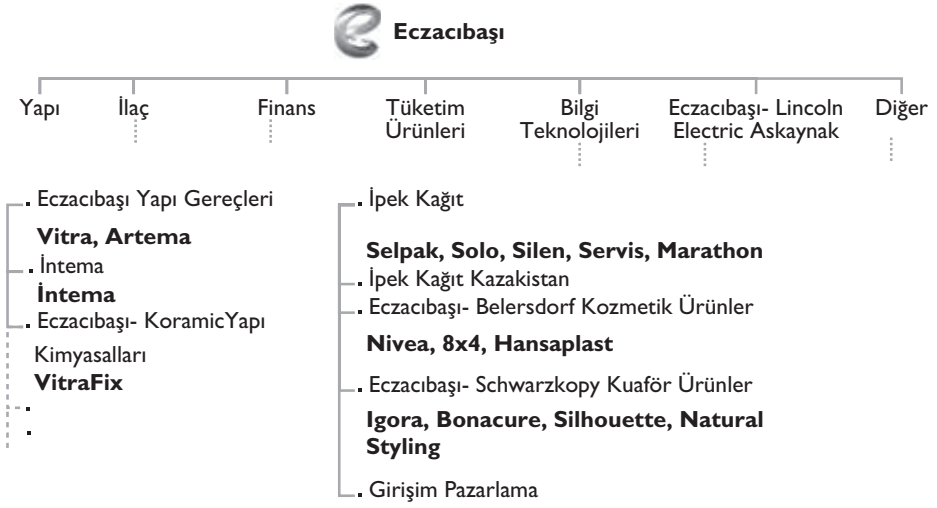 Eczacıbaşı
Yapı İlaç Finans Tüketim Bilgi Eczacıbaşı- Lincoln Diğer
Ürünleri Teknolojileri Electric Askaynak
. Eczacıbaşı Yapı Gereçleri
Vitra, Artema
. İntema
İntema
. Eczacıbaşı- KoramicYapı
Kimyasalları
VitraFix
.
.
. İpek Kağıt
Selpak, Solo, Silen, Servis, Marathon
. İpek Kağıt Kazakistan
. Eczacıbaşı- Belersdorf Kozmetik Ürünler
Nivea, 8x4, Hansaplast
. Eczacıbaşı- Schwarzkopy Kuaför Ürünler
Igora, Bonacure, Silhouette, Natural
Styling
. Girişim Pazarlama